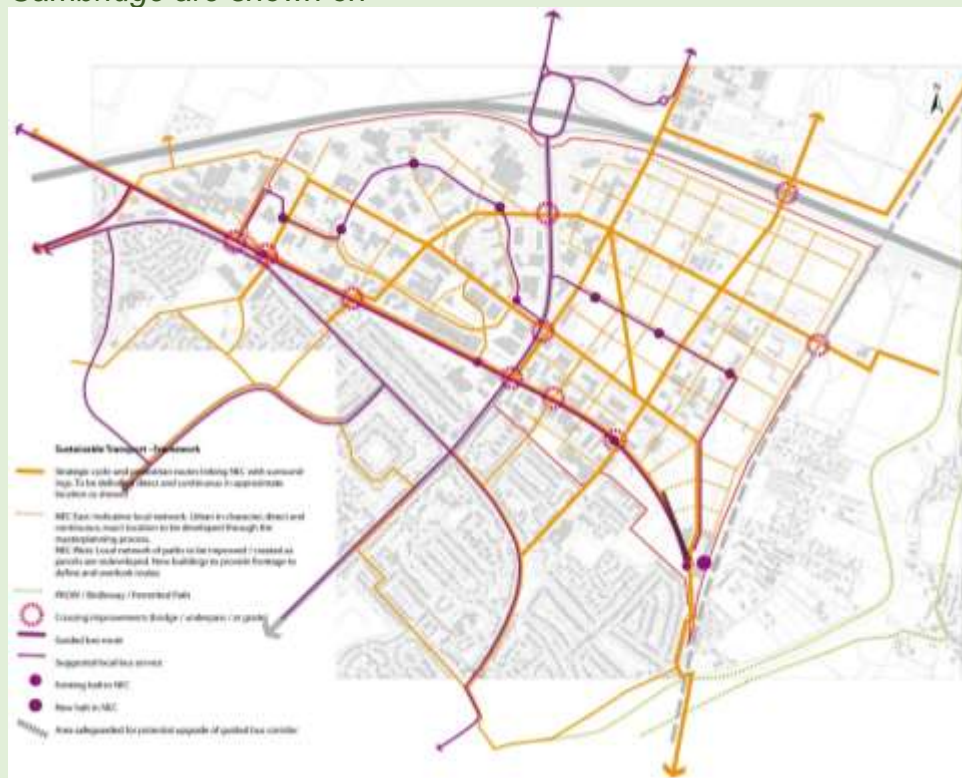 Cambridge are shown on
N
Sustainable Transport - Framework
Strategic cycle and pedestrian routes linking NEC with surround-
ings. To be delivered direct and continuous in approximate
location as shown
NEC East: Indicative local network. Urban in character, direct and
continuous, exact location to be developed through the
masterplanning process.
NEC West: Local network of paths to be improved / created as
parcels are redeveloped. New buildings to provide frontage to
define and overlook routes
PROW / Bridleway / Permitted Path
Crossing improvements (bridge / underpass / at grade)
Guided bus route
Suggested local bus service
Existing halt in NEC
New halt in NEC
Area safeguarded for potential upgrade of guided bus corridor